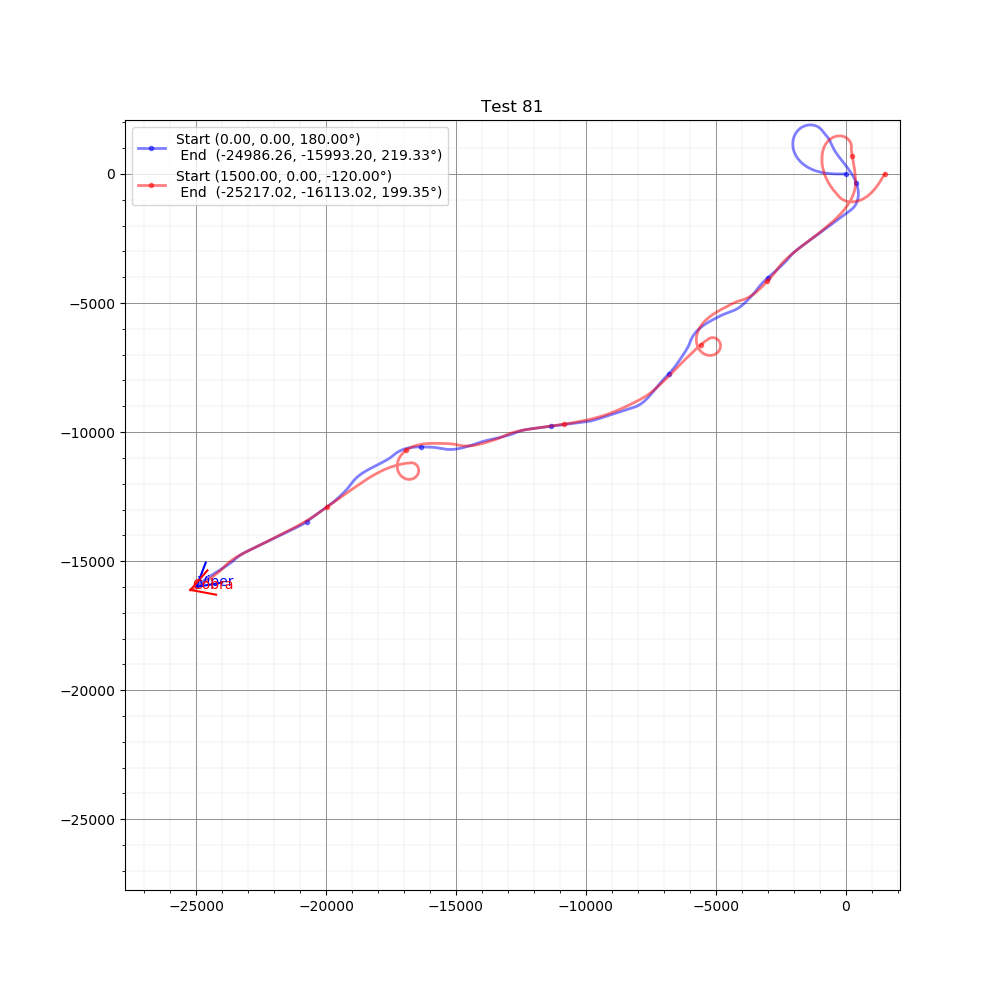 Test 81
Start (0.00, 0.00, 180.00°)
End (-24986.26, -15993.20, 219.33°)
Start (1500.00, 0.00, -120.00°)
End (-25217.02, -16113.02, 199.35°)
0
−5000
−10000
−15000
−20000
−25000
Viper
Cobra
−25000
−20000
−15000
−10000
−5000
0